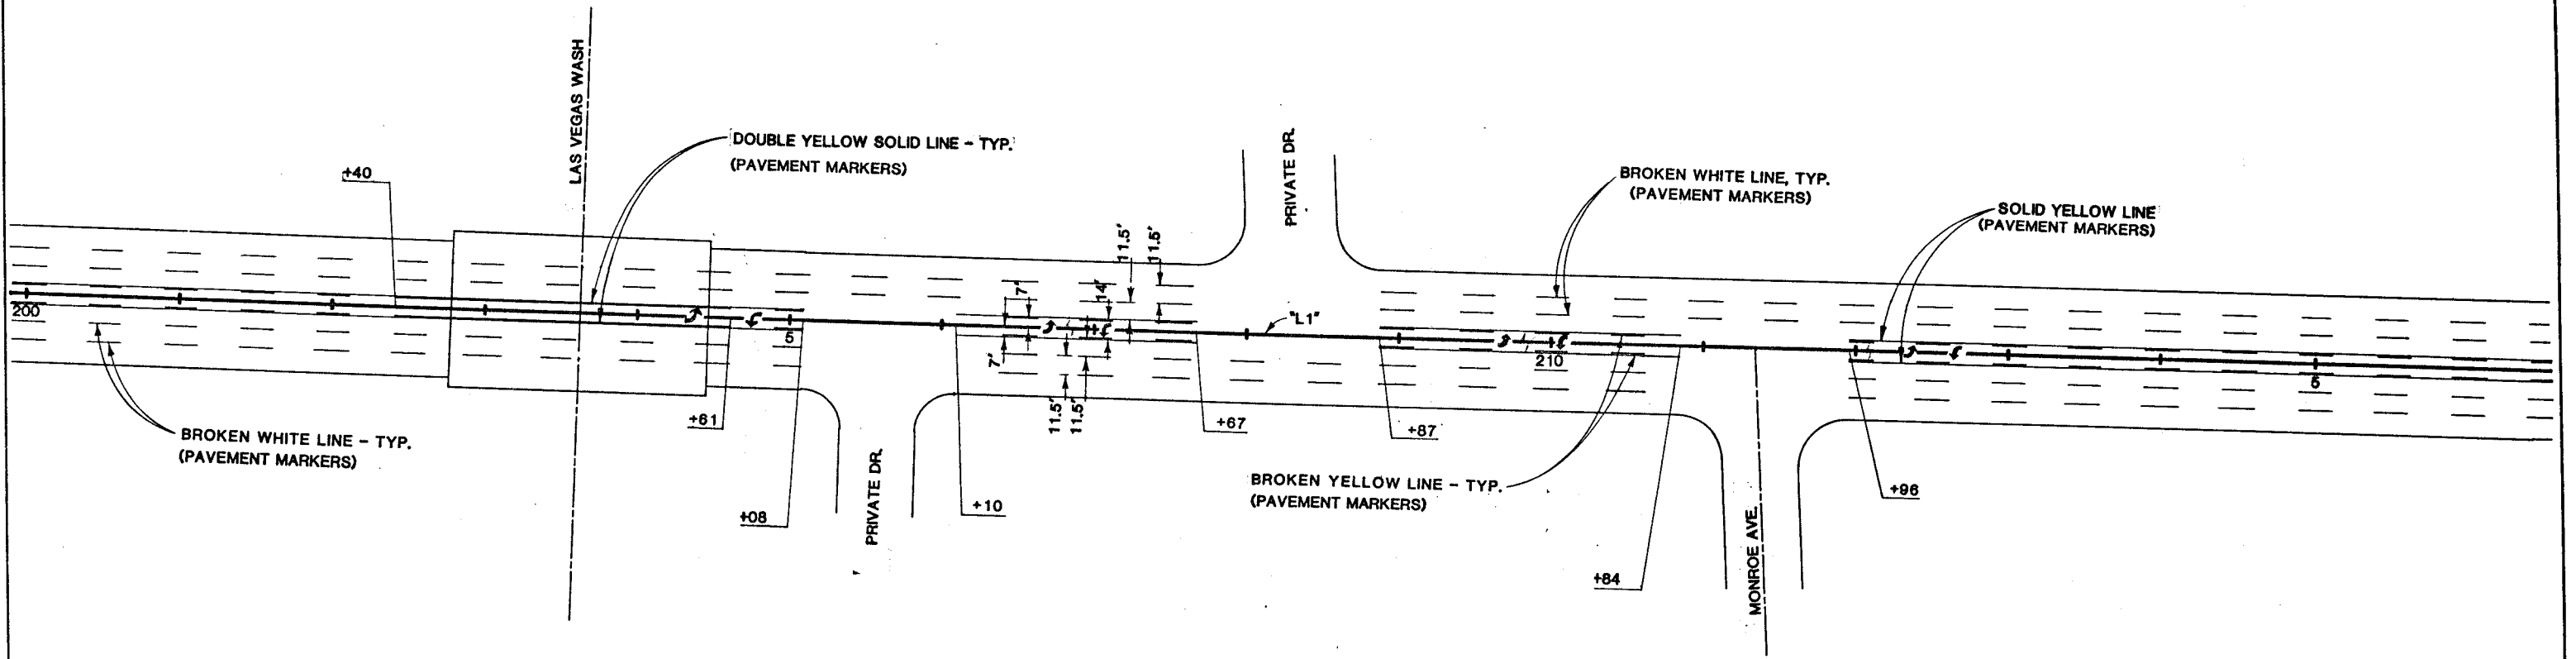 LAS VEGAS WASH
DOUBLE YELLOW SOLID LINE - TYP.
(PAVEMENT MARKERS)
+40
PRIVATE DR.
BROKEN WHITE LINE, TYP.
(PAVEMENT MARKERS)
SOLID YELLOW LINE
(PAVEMENT MARKERS)
11.5'
11.5'
7'
14'
200
5
"L1"
210
5
7'
11.5'
11.5'
+61
+67
+87
BROKEN WHITE LINE - TYP.
(PAVEMENT MARKERS)
+08
PRIVATE DR.
+10
BROKEN YELLOW LINE - TYP.
(PAVEMENT MARKERS)
+96
+84
MONROE AVE.